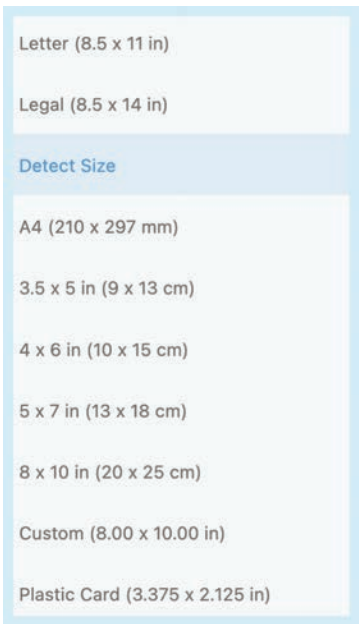 Letter (8.5 x 11 in)
Legal (8.5 x 14 in)
Detect Size
A4 (210 x 297 mm)
3.5 x 5 in (9 x 13 cm)
4 x 6 in (10 x 15 cm)
5 x 7 in (13 x 18 cm)
8 x 10 in (20 x 25 cm)
Custom (8.00 x 10.00 in)
Plastic Card (3.375 x 2.125 in)